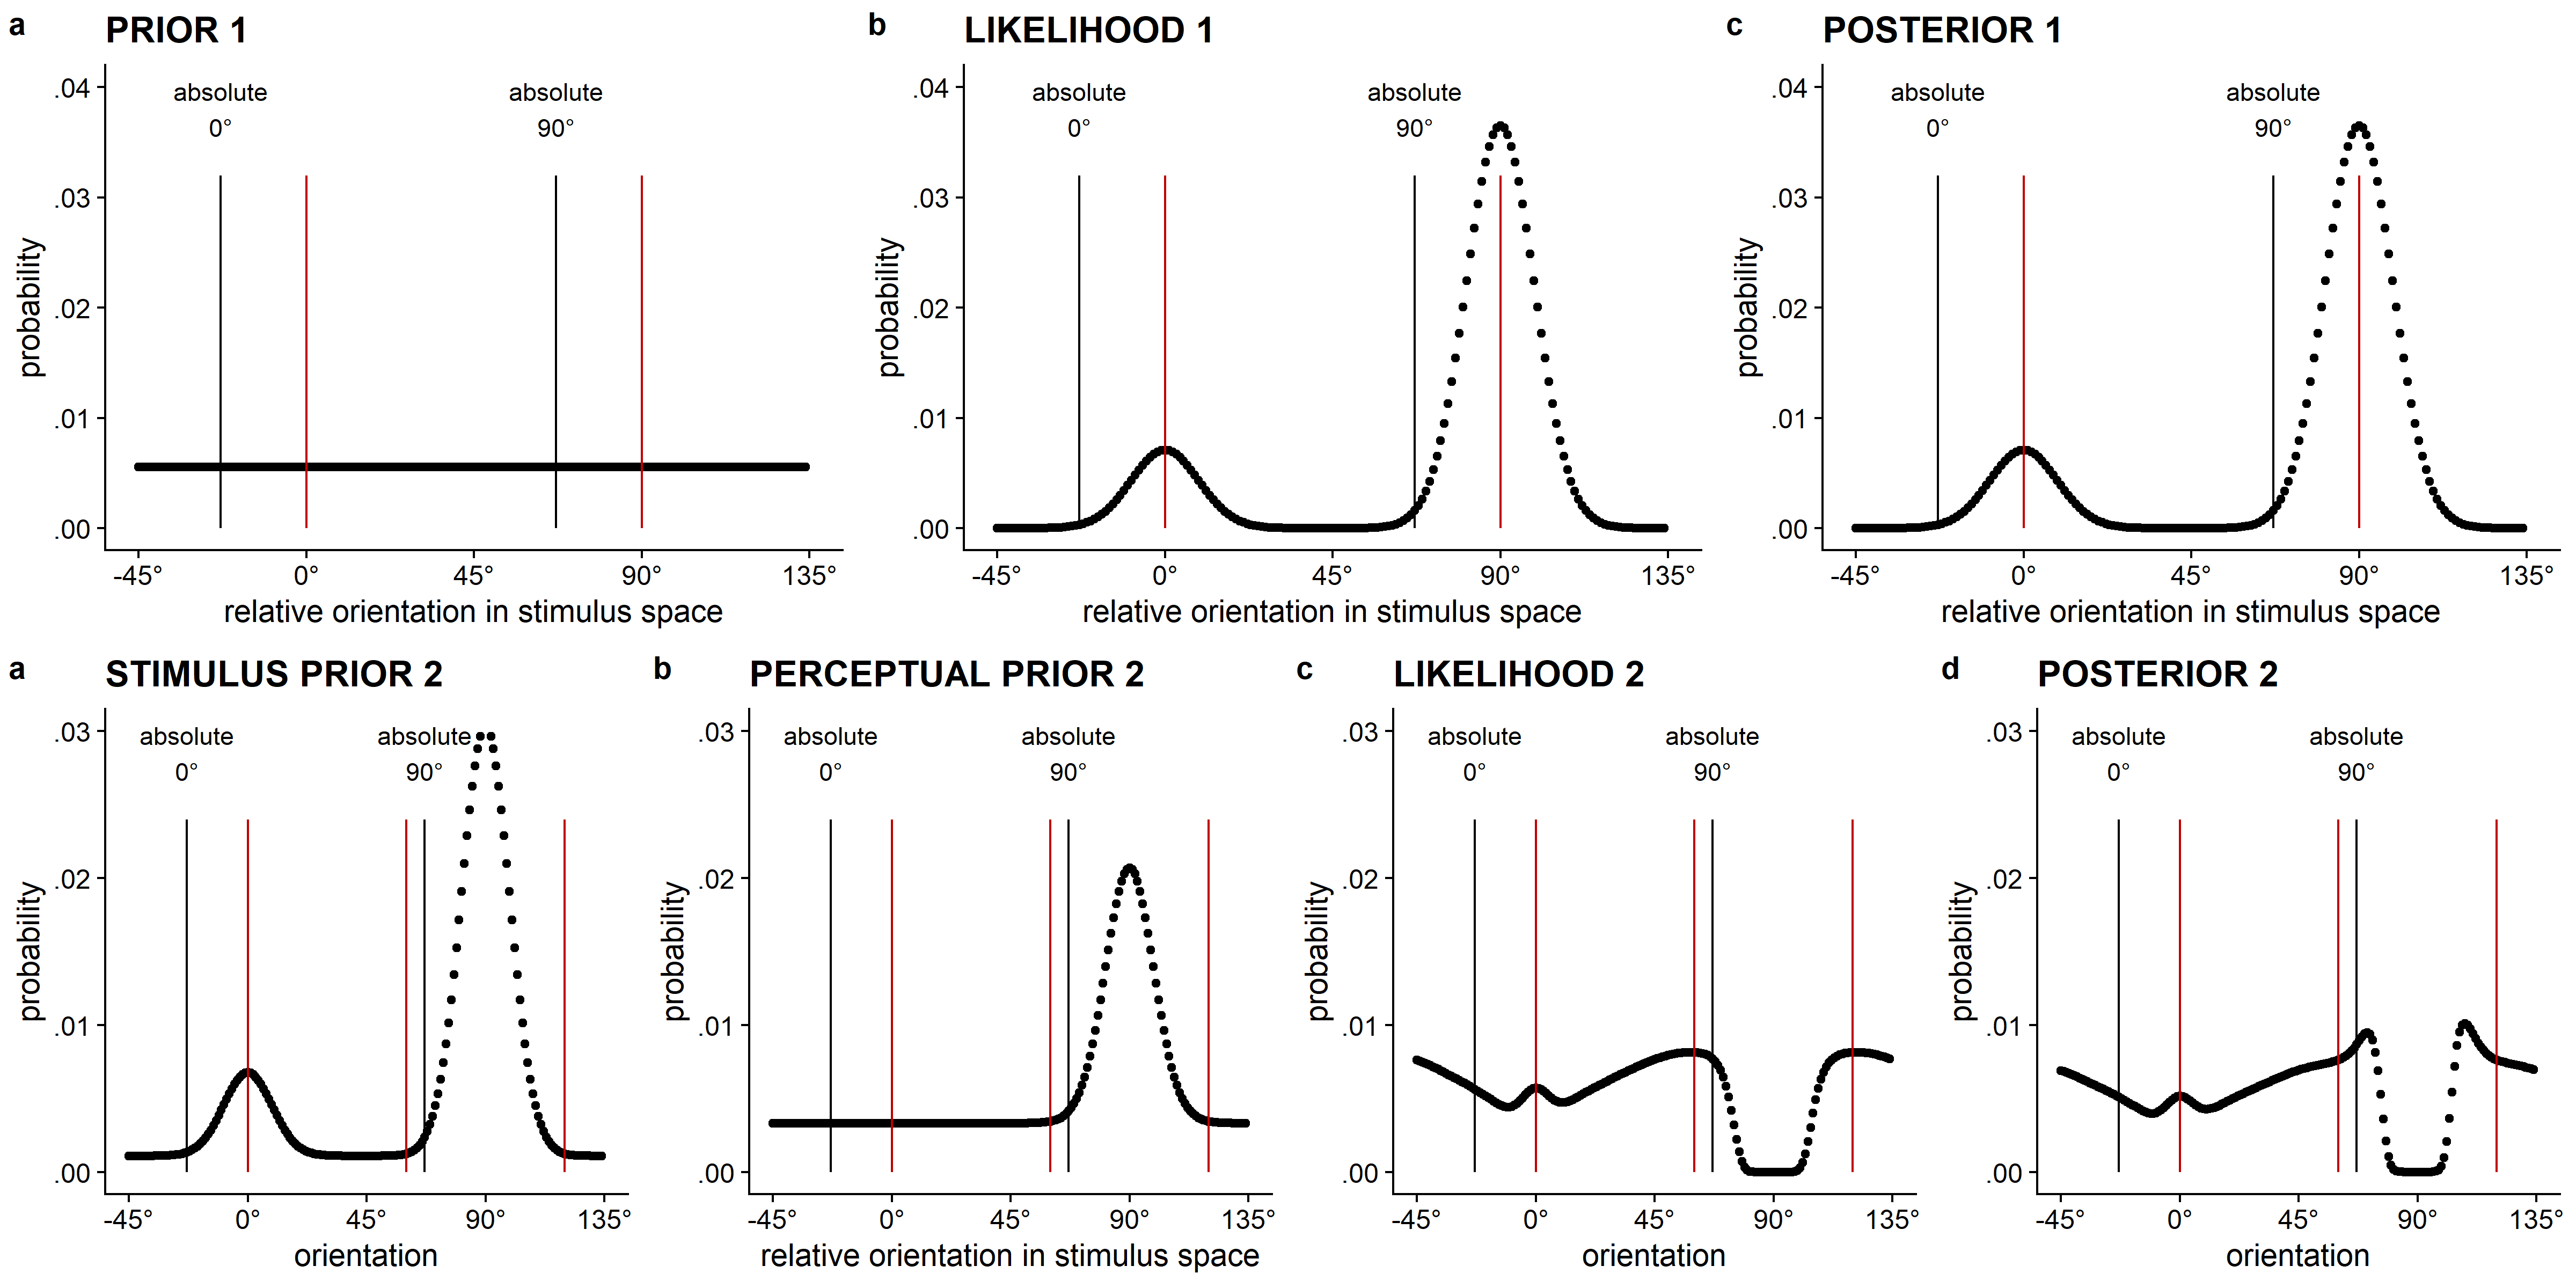 a PRIOR 1
absolute 0°
absolute 90°
.04
.03
.02
.01
.00
probability
-45° 0° 45° 90° 135°
relative orientation in stimulus space
b LIKELIHOOD 1
absolute 0°
absolute 90°
.04
.03
.02
.01
.00
probability
-45° 0° 45° 90° 135°
relative orientation in stimulus space
c POSTERIOR 1
absolute 0°
absolute 90°
.04
.03
.02
.01
.00
probability
-45° 0° 45° 90° 135°
relative orientation in stimulus space
a STIMULUS PRIOR 2
absolute 0°
absolute 90°
.03
.02
.01
.00
probability
-45° 0° 45° 90° 135°
orientation
b PERCEPTUAL PRIOR 2
absolute 0°
absolute 90°
.03
.02
.01
.00
probability
-45° 0° 45° 90° 135°
relative orientation in stimulus space
c LIKELIHOOD 2
absolute 0°
absolute 90°
.03
.02
.01
.00
probability
-45° 0° 45° 90° 135°
orientation
d POSTERIOR 2
absolute 0°
absolute 90°
.03
.02
.01
.00
probability
-45° 0° 45° 90° 135°
orientation